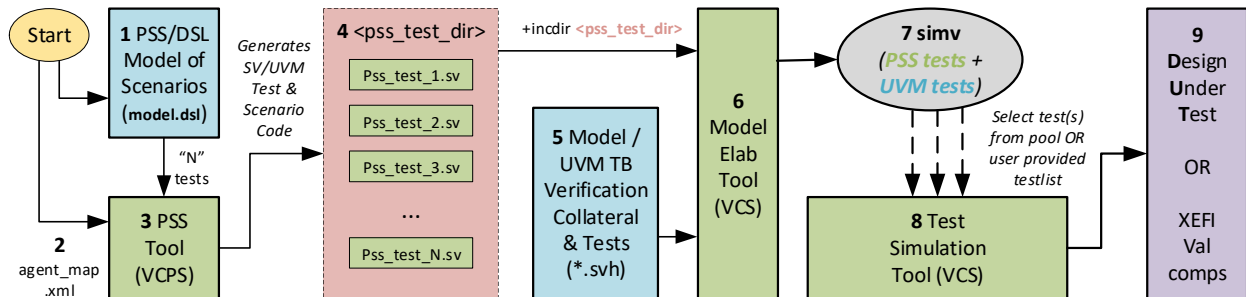 Start
1 PSS/DSL
Model of
Scenarios
(model.dsl)
"N"
tests
2
agent_map
.xml
3 PSS
Tool
(VCPS)
Generates
SV/UVM
Test &
Scenario
Code
4 <pss_test_dir>
Pss_test_1.sv
Pss_test_2.sv
Pss_test_3.sv
...
Pss_test_N.sv
+incdir <pss_test_dir>
5 Model /
UVM TB
Verification
Collateral
& Tests
(*.svh)
6
Model
Elab
Tool
(VCS)
7 simv
(PSS tests +
UVM tests)
Select test(s)
from pool OR
user provided
testlist
8 Test
Simulation
Tool (VCS)
9
Design
Under
Test
OR
XEFI
Val
comps